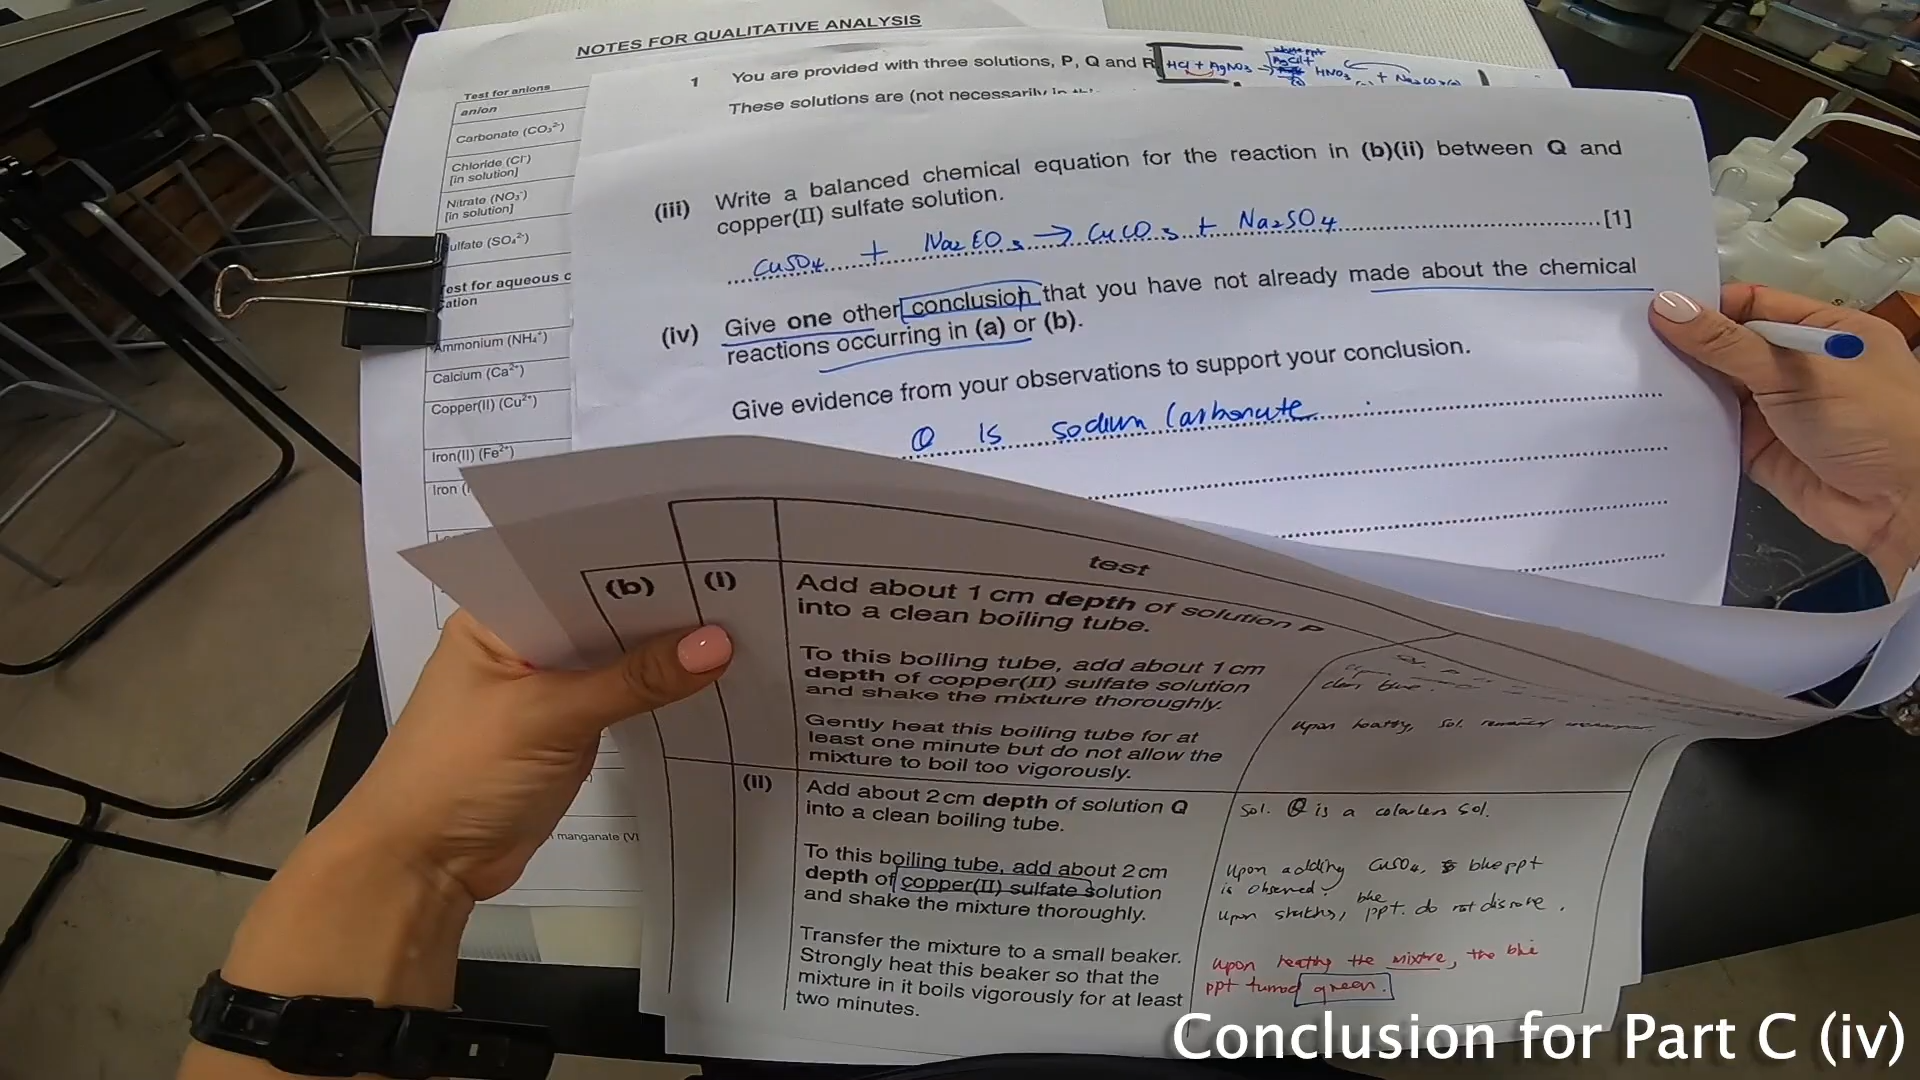 NOTES FOR QUALITATIVE ANALYSIS
Test for anions
anion
Carbonate (CO₃²⁻)
Chloride (Cl⁻)
[in solution]
Nitrate (NO₃⁻)
[in solution]
ulfate (SO₄²⁻)
est for aqueous c
cation
Ammonium (NH₄⁺)
Calcium (Ca²⁺)
Copper(II) (Cu²⁺)
Iron(II) (Fe²⁺)
Iron (
manganate (VI
1 You are provided with three solutions, P, Q and R
HCl + AgNO₃ →
HNO₃
These solutions are (not necessarily in
(iii) Write a balanced chemical equation for the reaction in (b)(ii) between Q and
copper(II) sulfate solution.
CuSO₄ + Na₂CO₃ → CuCO₃ + Na₂SO₄ [1]
(iv) Give one other conclusion that you have not already made about the chemical
reactions occurring in (a) or (b).
Give evidence from your observations to support your conclusion.
Q is sodium Carbonate
test
(b) (i) Add about 1 cm depth of solution P
into a clean boiling tube.
To this boiling tube, add about 1 cm
depth of copper(II) sulfate solution
and shake the mixture thoroughly.
clear blue.
Gently heat this boiling tube for at
least one minute but do not allow the
mixture to boil too vigorously.
Upon heating, sol. remained
(ii) Add about 2 cm depth of solution Q
into a clean boiling tube.
Sol. Q is a colorless sol.
To this boiling tube, add about 2 cm
depth of copper(II) sulfate solution
and shake the mixture thoroughly.
Upon adding CuSO₄, blue ppt
is observed.
Upon shaking, blue ppt. do not dissolve.
Transfer the mixture to a small beaker.
Strongly heat this beaker so that the
mixture in it boils vigorously for at least
two minutes.
Upon heating the mixture, the blue
ppt turned green.
Conclusion for Part C (iv)